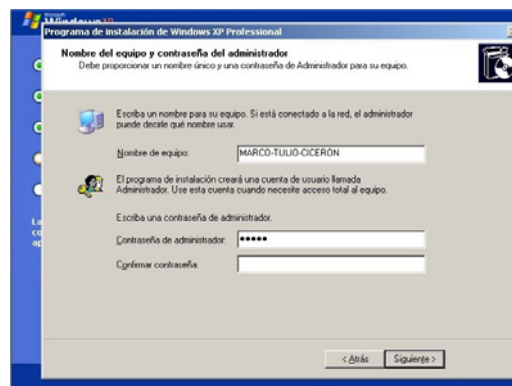 Microsoft
Windows XP
Programa de instalación de Windows XP Professional
Nombre del equipo y contraseña del administrador
Debe proporcionar un nombre único y una contraseña de Administrador para su equipo.
Escriba un nombre para su equipo. Si está conectado a la red, el administrador
puede decirle qué nombre usar.
Nombre de equipo: MARCO-TULIO-CICERON
El programa de instalación creará una cuenta de usuario llamada
Administrador. Use esta cuenta cuando necesite acceso total al equipo.
Escriba una contraseña de administrador.
Contraseña de administrador: •••••
Confirmar contraseña:
< Atrás Siguiente >